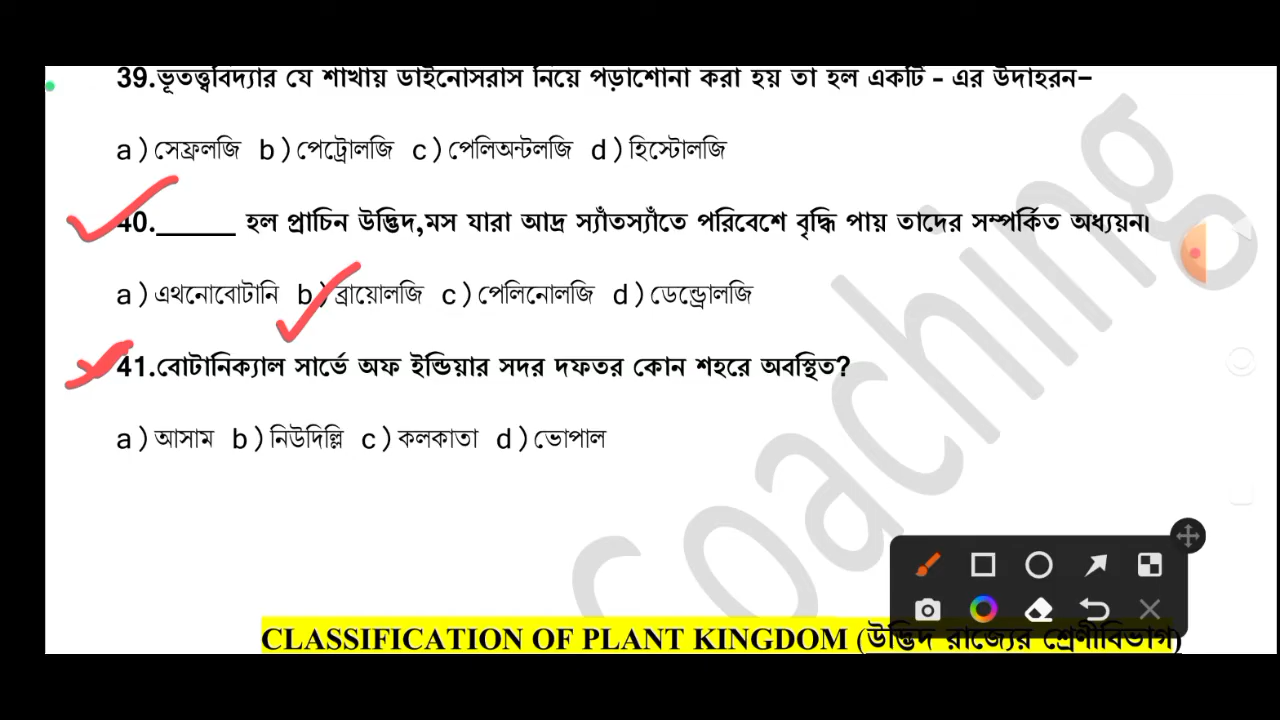 39.ভূতত্ত্ববিদ্যার যে শাখায় ডাইনোসরাস নিয়ে পড়াশোনা করা হয় তা হল একটি - এর উদাহরন–
a) সেফ্রলজি b) পেট্রোলজি c) পেলিঅন্টলজি d) হিস্টোলজি
40.______ হল প্রাচিন উদ্ভিদ,মস যারা আদ্র স্যাঁতস্যাঁতে পরিবেশে বৃদ্ধি পায় তাদের সম্পর্কিত অধ্যয়ন।
a) এথনোবোটানি b) ব্রায়োলজি c) পেলিনোলজি d) ডেন্ড্রোলজি
41.বোটানিক্যাল সার্ভে অফ ইন্ডিয়ার সদর দফতর কোন শহরে অবস্থিত?
a) আসাম b) নিউদিল্লি c) কলকাতা d) ভোপাল
Coaching
CLASSIFICATION OF PLANT KINGDOM (উদ্ভিদ রাজ্যের শ্রেণীবিভাগ)